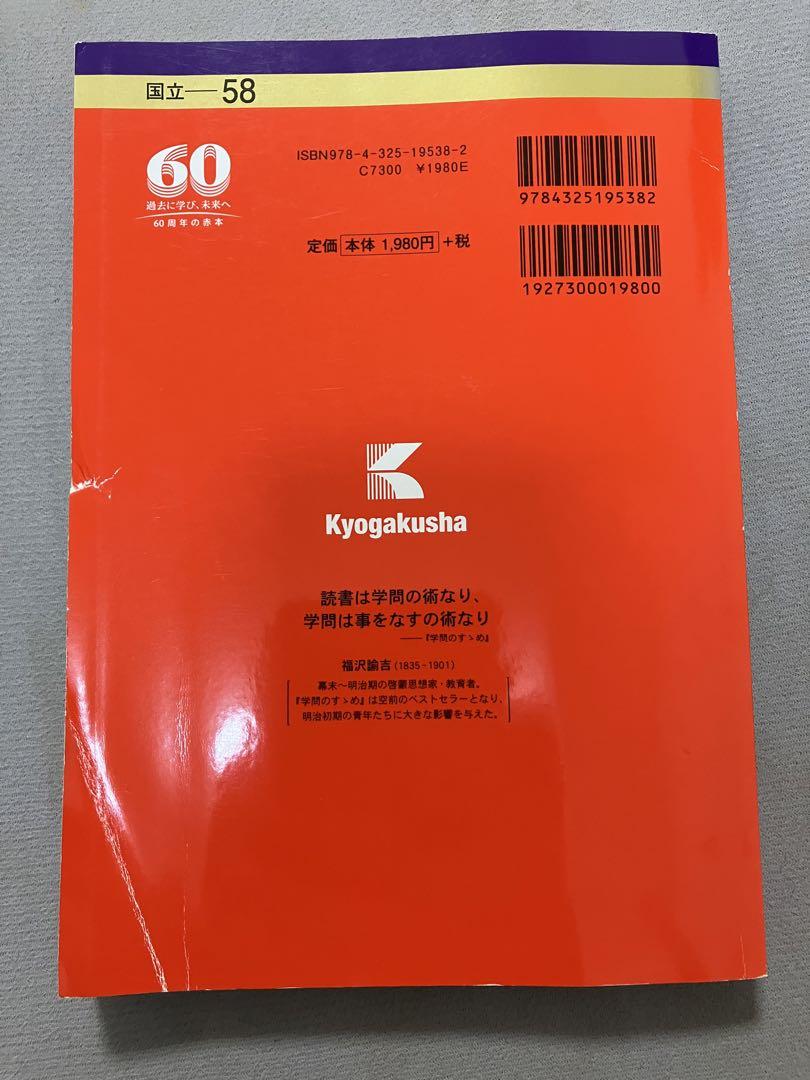 国立—58
60
過去に学び、未来へ
60周年の赤本
ISBN978-4-325-19538-2
C7300 ¥1980E
定価 本体 1,980円 +税
9784325195382
1927300019800
Kyogakusha
読書は学問の術なり、
学問は事をなすの術なり
——『学問のすゝめ』
福沢諭吉(1835-1901)
幕末~明治期の啓蒙思想家・教育者。
『学問のすゝめ』は空前のベストセラーとなり、
明治初期の青年たちに大きな影響を与えた。